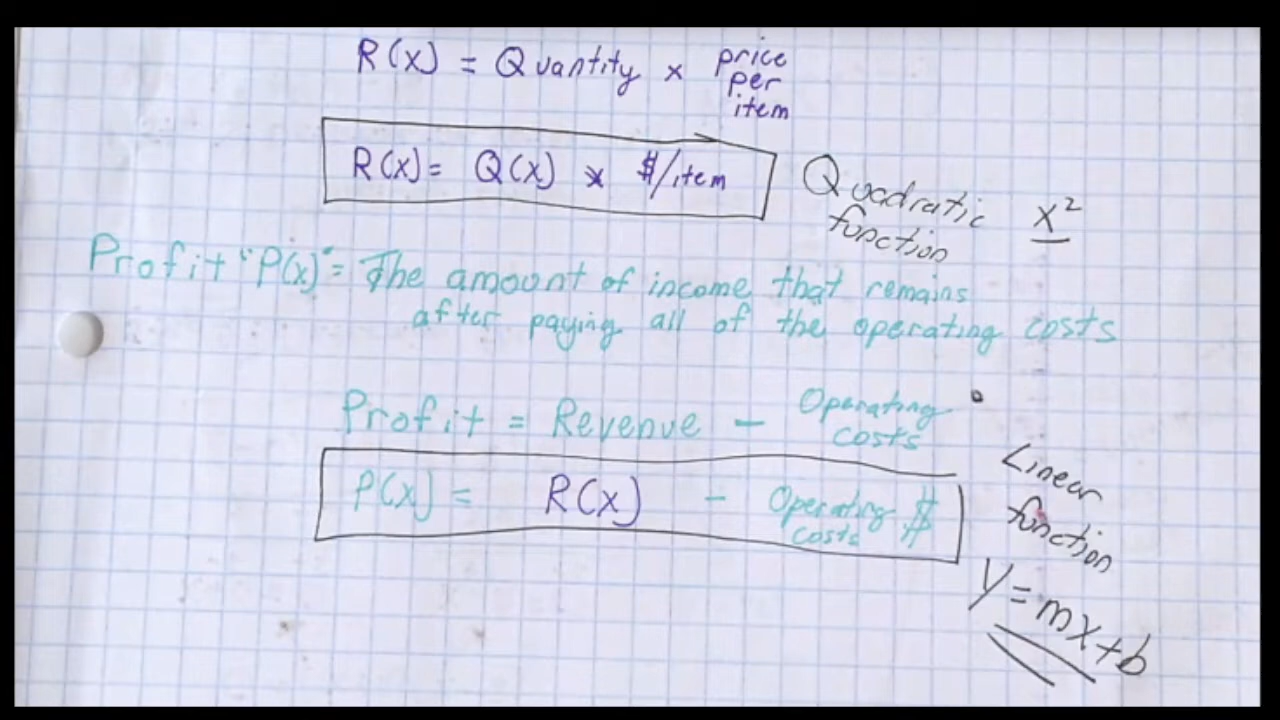 R(x) = Quantity × price per item
R(x) = Q(x) × $/item
Quadratic function x²
Profit "P(x)" = The amount of income that remains
after paying all of the operating costs
Profit = Revenue - Operating costs
P(x) = R(x) - Operating costs $
Linear function
y = mx+b